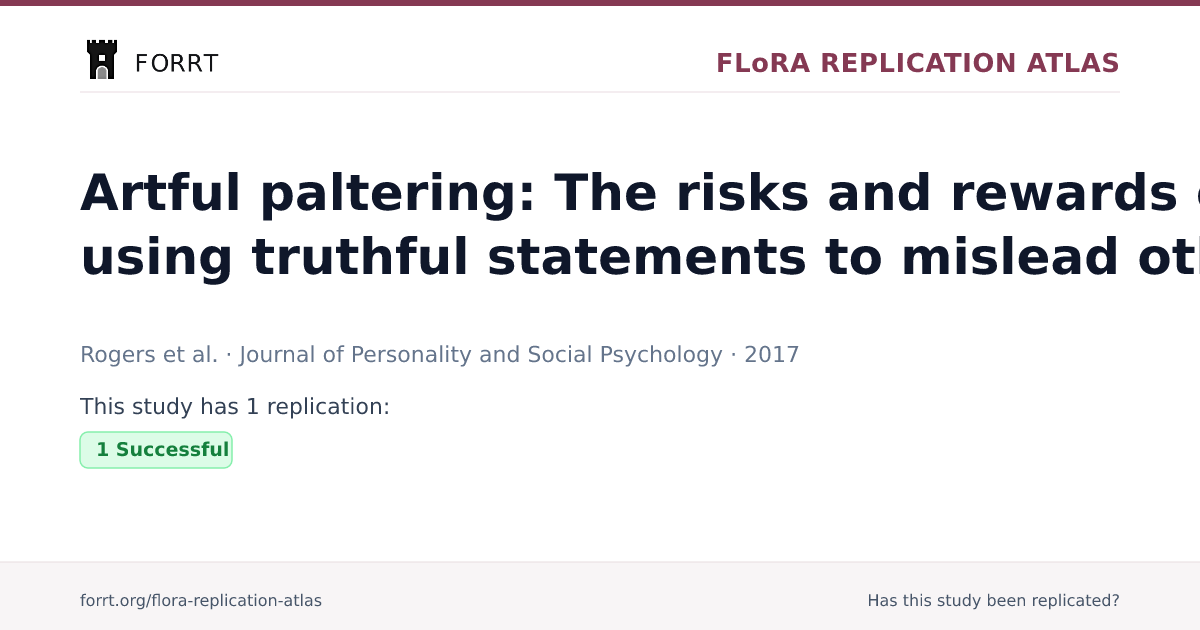 FORRT
FLoRA REPLICATION ATLAS
Artful paltering: The risks and rewards
using truthful statements to mislead
Rogers et al. · Journal of Personality and Social Psychology · 2017
This study has 1 replication:
1 Successful
forrt.org/flora-replication-atlas
Has this study been replicated?